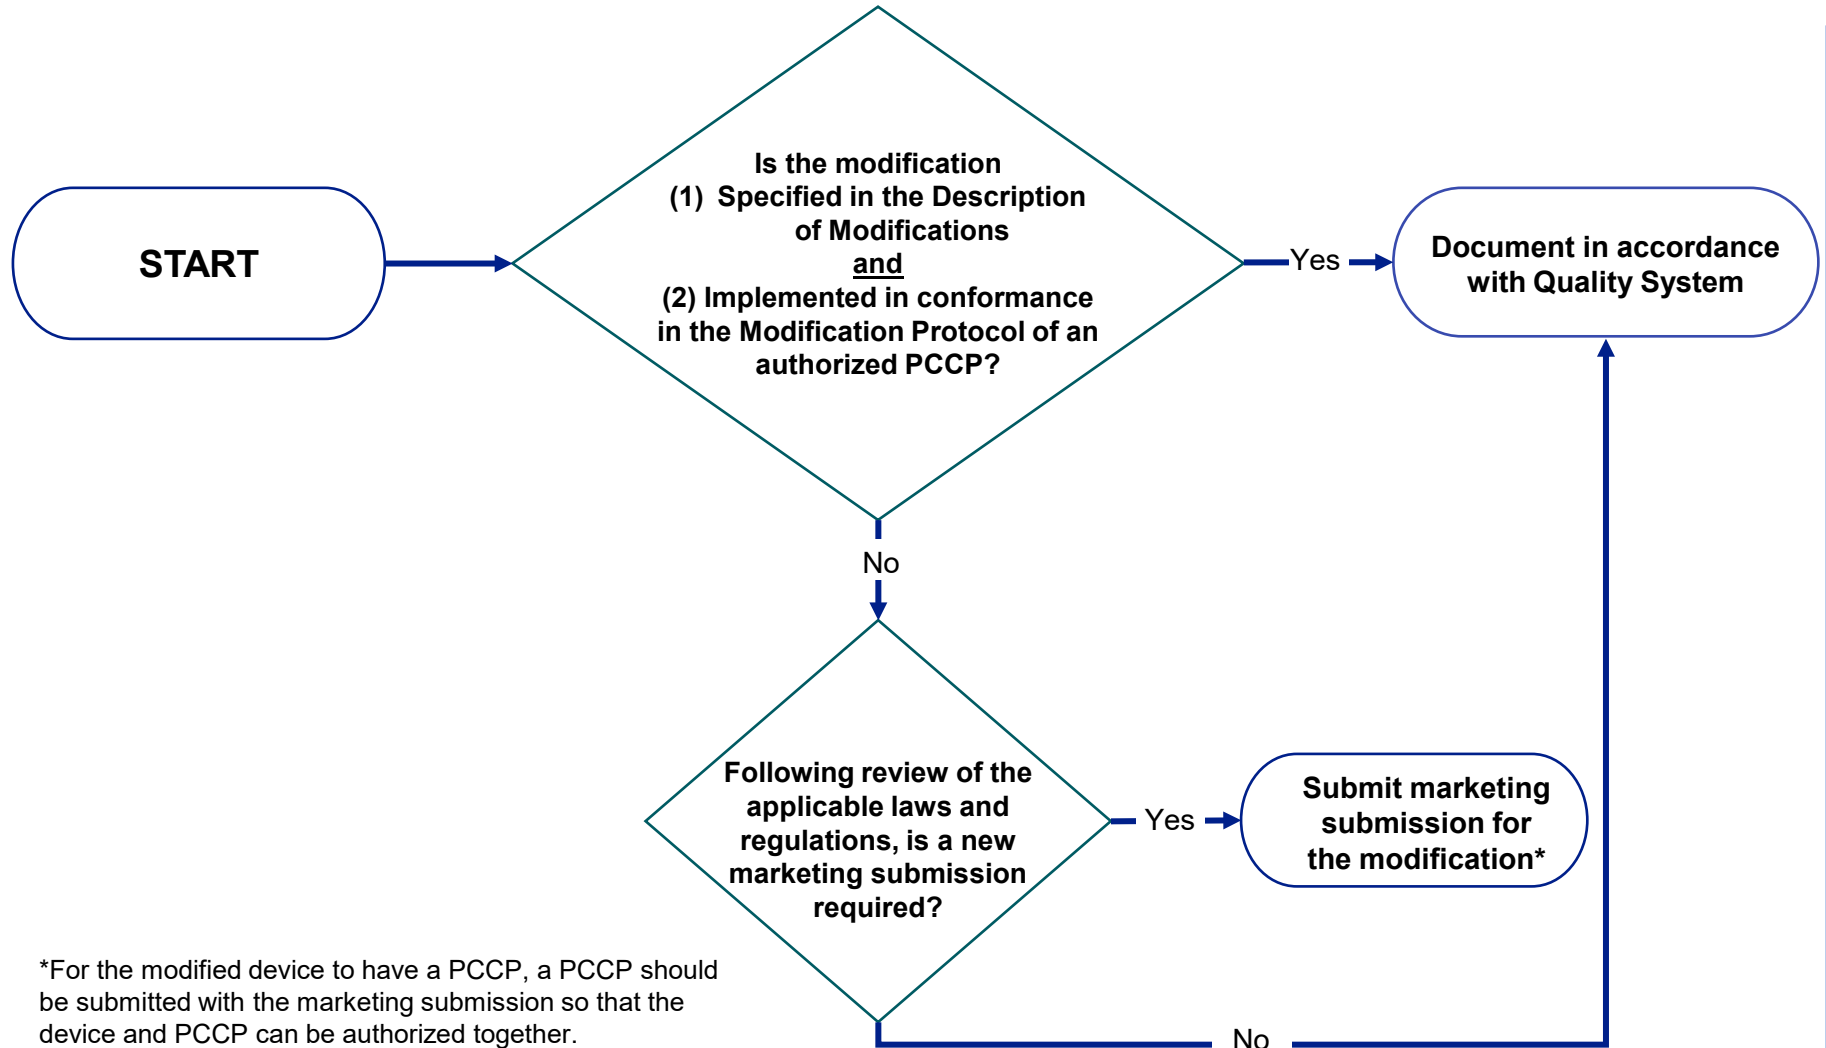 START
Is the modification
(1) Specified in the Description
of Modifications
and
(2) Implemented in conformance
in the Modification Protocol of an
authorized PCCP?
Yes
Document in accordance
with Quality System
No
Following review of the
applicable laws and
regulations, is a new
marketing submission
required?
Yes
Submit marketing
submission for
the modification*
No
*For the modified device to have a PCCP, a PCCP should
be submitted with the marketing submission so that the
device and PCCP can be authorized together.